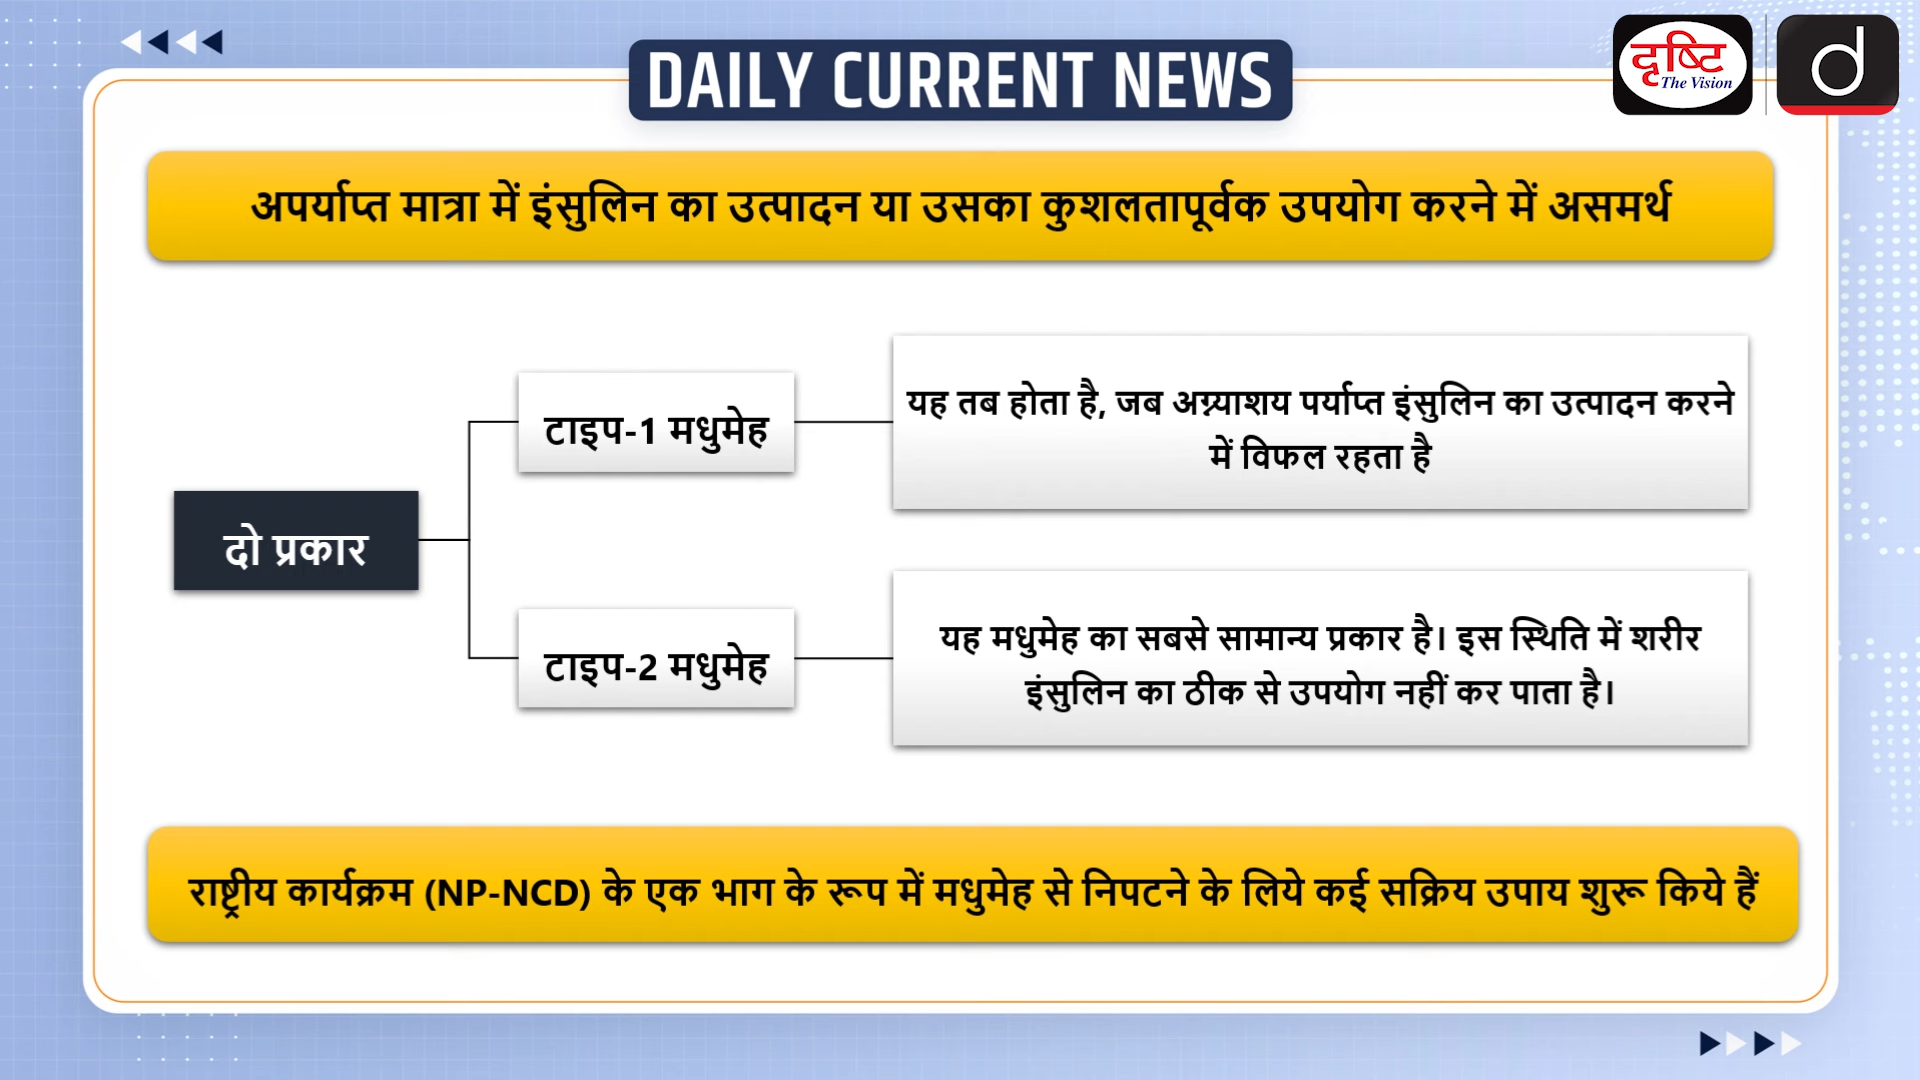 DAILY CURRENT NEWS
दृष्टि
The Vision
d
अपर्याप्त मात्रा में इंसुलिन का उत्पादन या उसका कुशलतापूर्वक उपयोग करने में असमर्थ
दो प्रकार
टाइप-1 मधुमेह
यह तब होता है, जब अग्न्याशय पर्याप्त इंसुलिन का उत्पादन करने
में विफल रहता है
टाइप-2 मधुमेह
यह मधुमेह का सबसे सामान्य प्रकार है। इस स्थिति में शरीर
इंसुलिन का ठीक से उपयोग नहीं कर पाता है।
राष्ट्रीय कार्यक्रम (NP-NCD) के एक भाग के रूप में मधुमेह से निपटने के लिये कई सक्रिय उपाय शुरू किये हैं